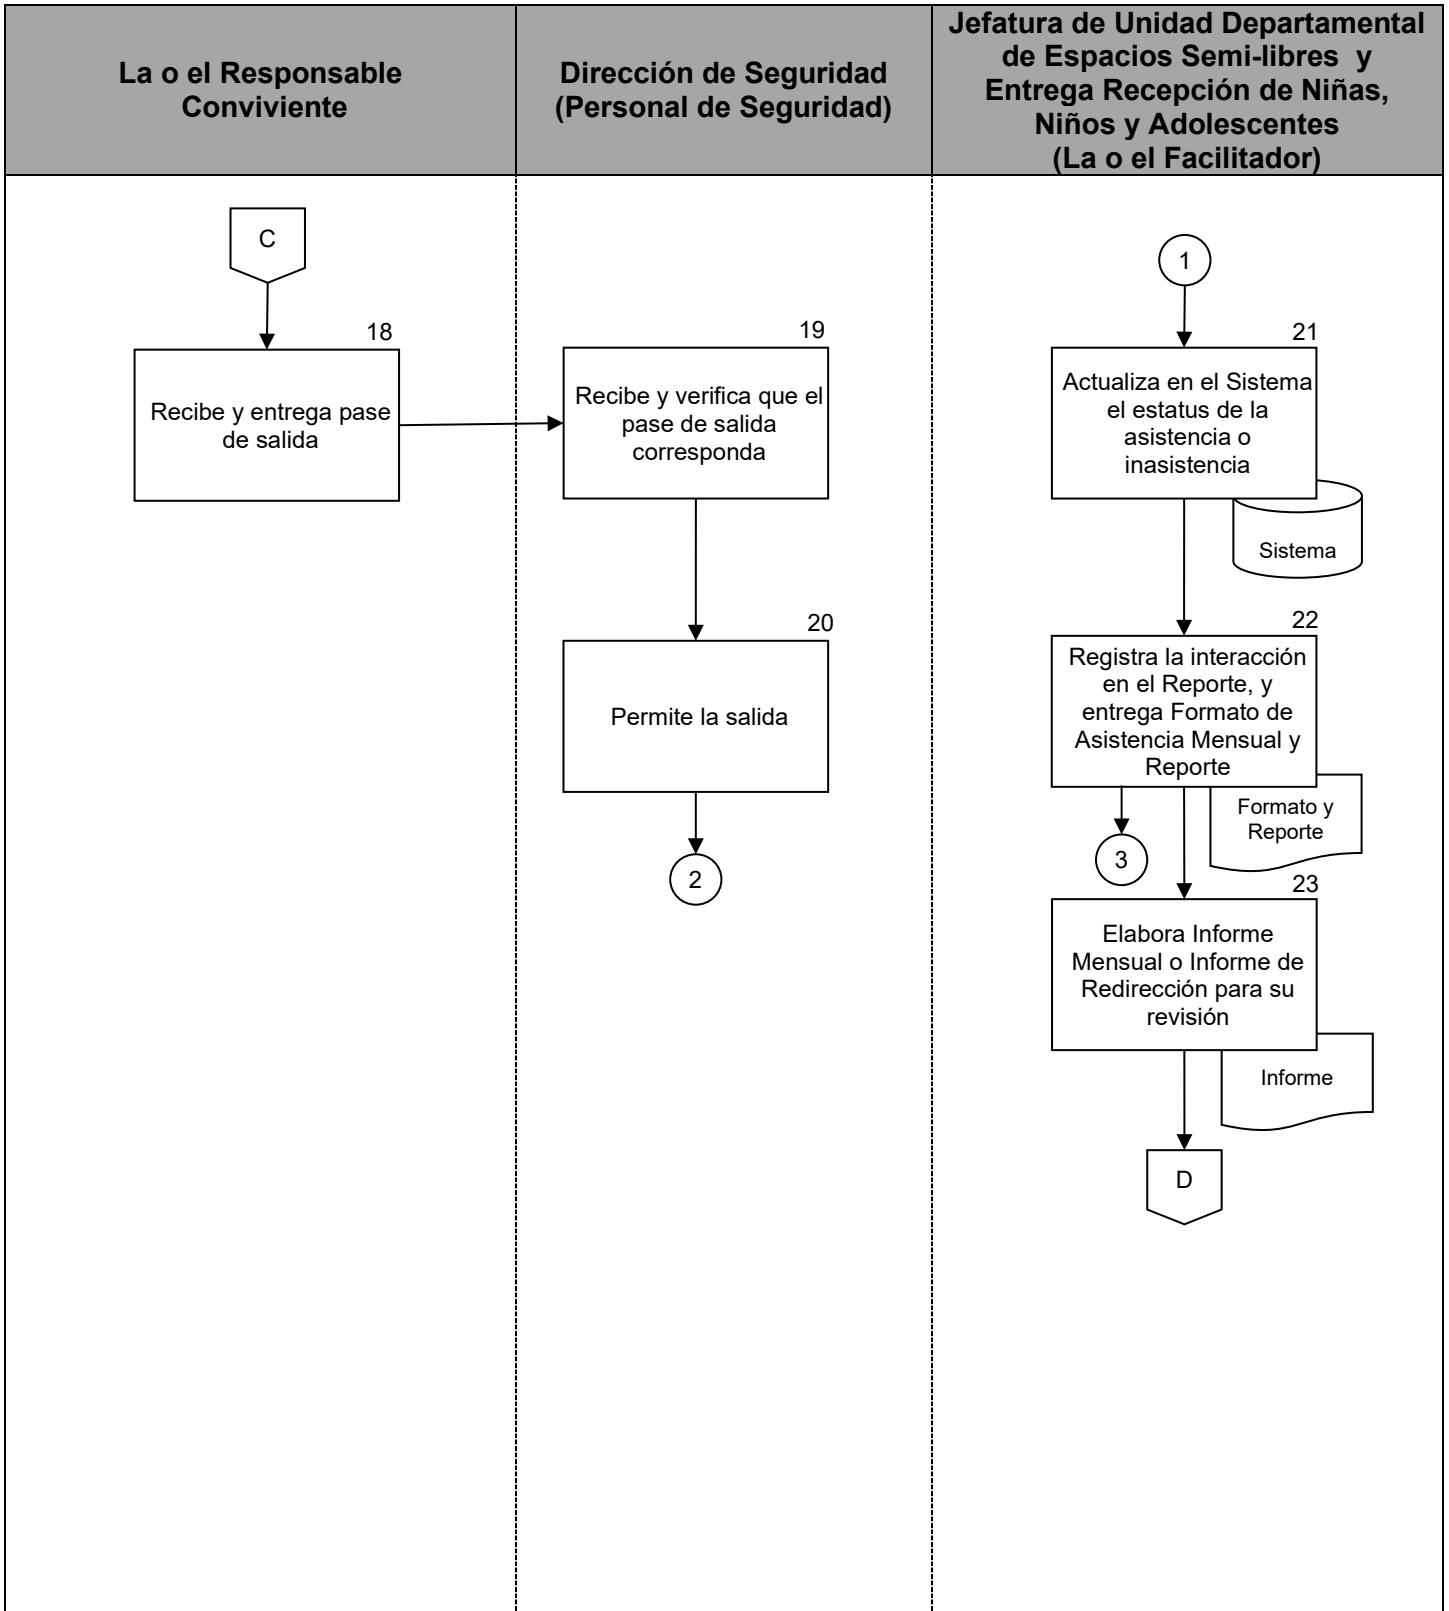 La o el Responsable
Conviviente
Dirección de Seguridad
(Personal de Seguridad)
Jefatura de Unidad Departamental
de Espacios Semi-libres y
Entrega Recepción de Niñas,
Niños y Adolescentes
(La o el Facilitador)
C
18
Recibe y entrega pase
de salida
19
Recibe y verifica que el
pase de salida
corresponda
20
Permite la salida
2
1
21
Actualiza en el Sistema
el estatus de la
asistencia o
inasistencia
Sistema
22
Registra la interacción
en el Reporte, y
entrega Formato de
Asistencia Mensual y
Reporte
Formato y
Reporte
3
23
Elabora Informe
Mensual o Informe de
Redirección para su
revisión
Informe
D